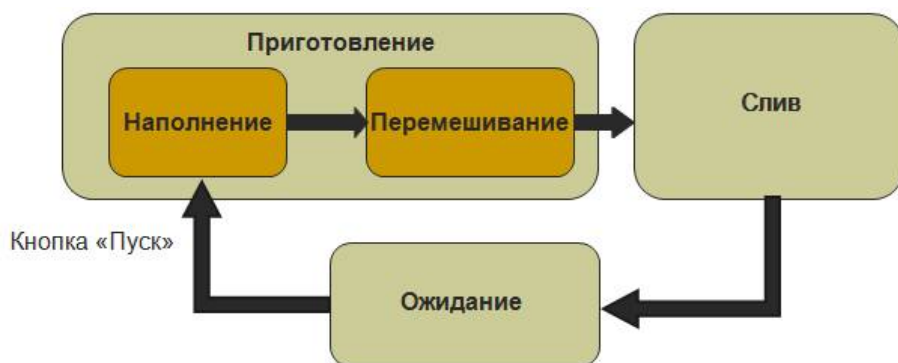 Приготовление
Наполнение
Перемешивание
Слив
Кнопка «Пуск»
Ожидание